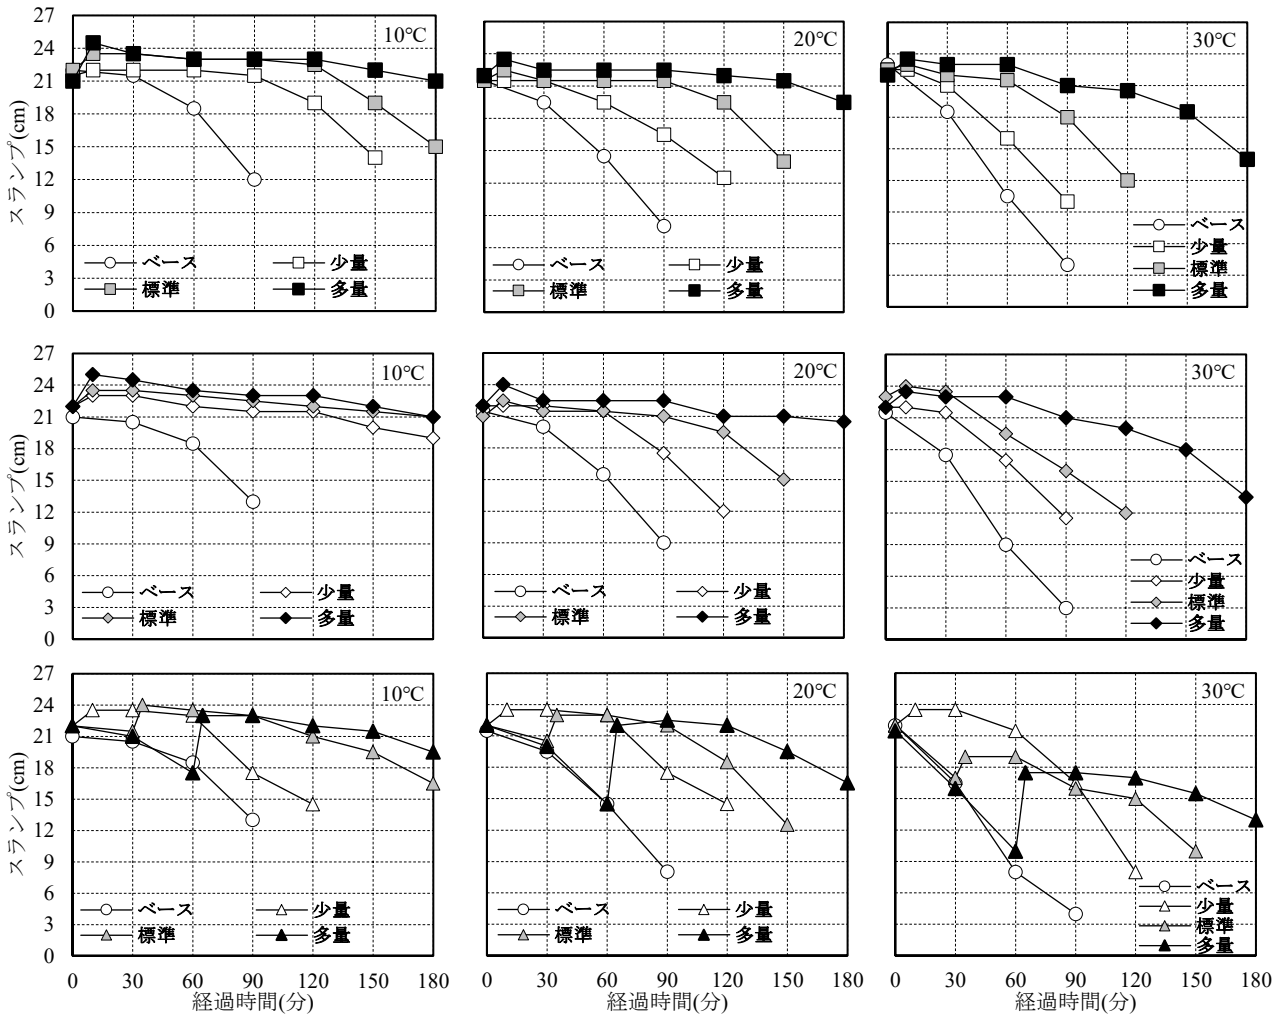 スランプ(cm)
27
24
21
18
15
12
9
6
3
0
10℃
ベース
少量
標準
多量
20℃
ベース
少量
標準
多量
30℃
ベース
少量
標準
多量
スランプ(cm)
27
24
21
18
15
12
9
6
3
0
10℃
ベース
少量
標準
多量
20℃
ベース
少量
標準
多量
30℃
ベース
少量
標準
多量
スランプ(cm)
27
24
21
18
15
12
9
6
3
0
10℃
ベース
少量
標準
多量
0 30 60 90 120 150 180
経過時間(分)
20℃
ベース
少量
標準
多量
0 30 60 90 120 150 180
経過時間(分)
30℃
ベース
少量
標準
多量
0 30 60 90 120 150 180
経過時間(分)